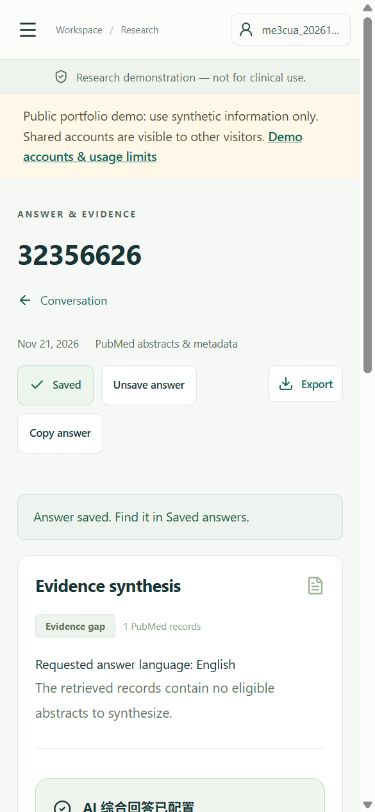 Workspace / Research
me3cua_20261...
Research demonstration — not for clinical use.
Public portfolio demo: use synthetic information only.
Shared accounts are visible to other visitors. Demo
accounts & usage limits
ANSWER & EVIDENCE
32356626
Conversation
Nov 21, 2026 PubMed abstracts & metadata
Saved
Unsave answer
Export
Copy answer
Answer saved. Find it in Saved answers.
Evidence synthesis
Evidence gap
1 PubMed records
Requested answer language: English
The retrieved records contain no eligible
abstracts to synthesize.
AI 综合回答已配置